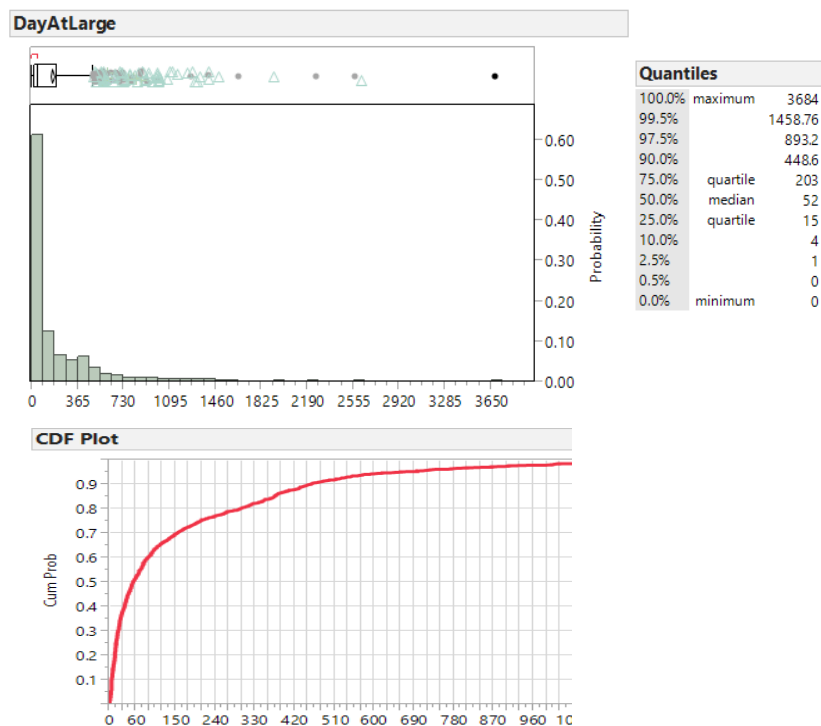 DayAtLarge
0.60
0.50
0.40
0.30
0.20
0.10
0.00
Probability
0 365 730 1095 1460 1825 2190 2555 2920 3285 3650
Quantiles
100.0% maximum 3684
99.5% 1458.76
97.5% 893.2
90.0% 448.6
75.0% quartile 203
50.0% median 52
25.0% quartile 15
10.0% 4
2.5% 1
0.5% 0
0.0% minimum 0
CDF Plot
0.9
0.8
0.7
0.6
0.5
0.4
0.3
0.2
0.1
Cum Prob
0 60 150 240 330 420 510 600 690 780 870 960 10